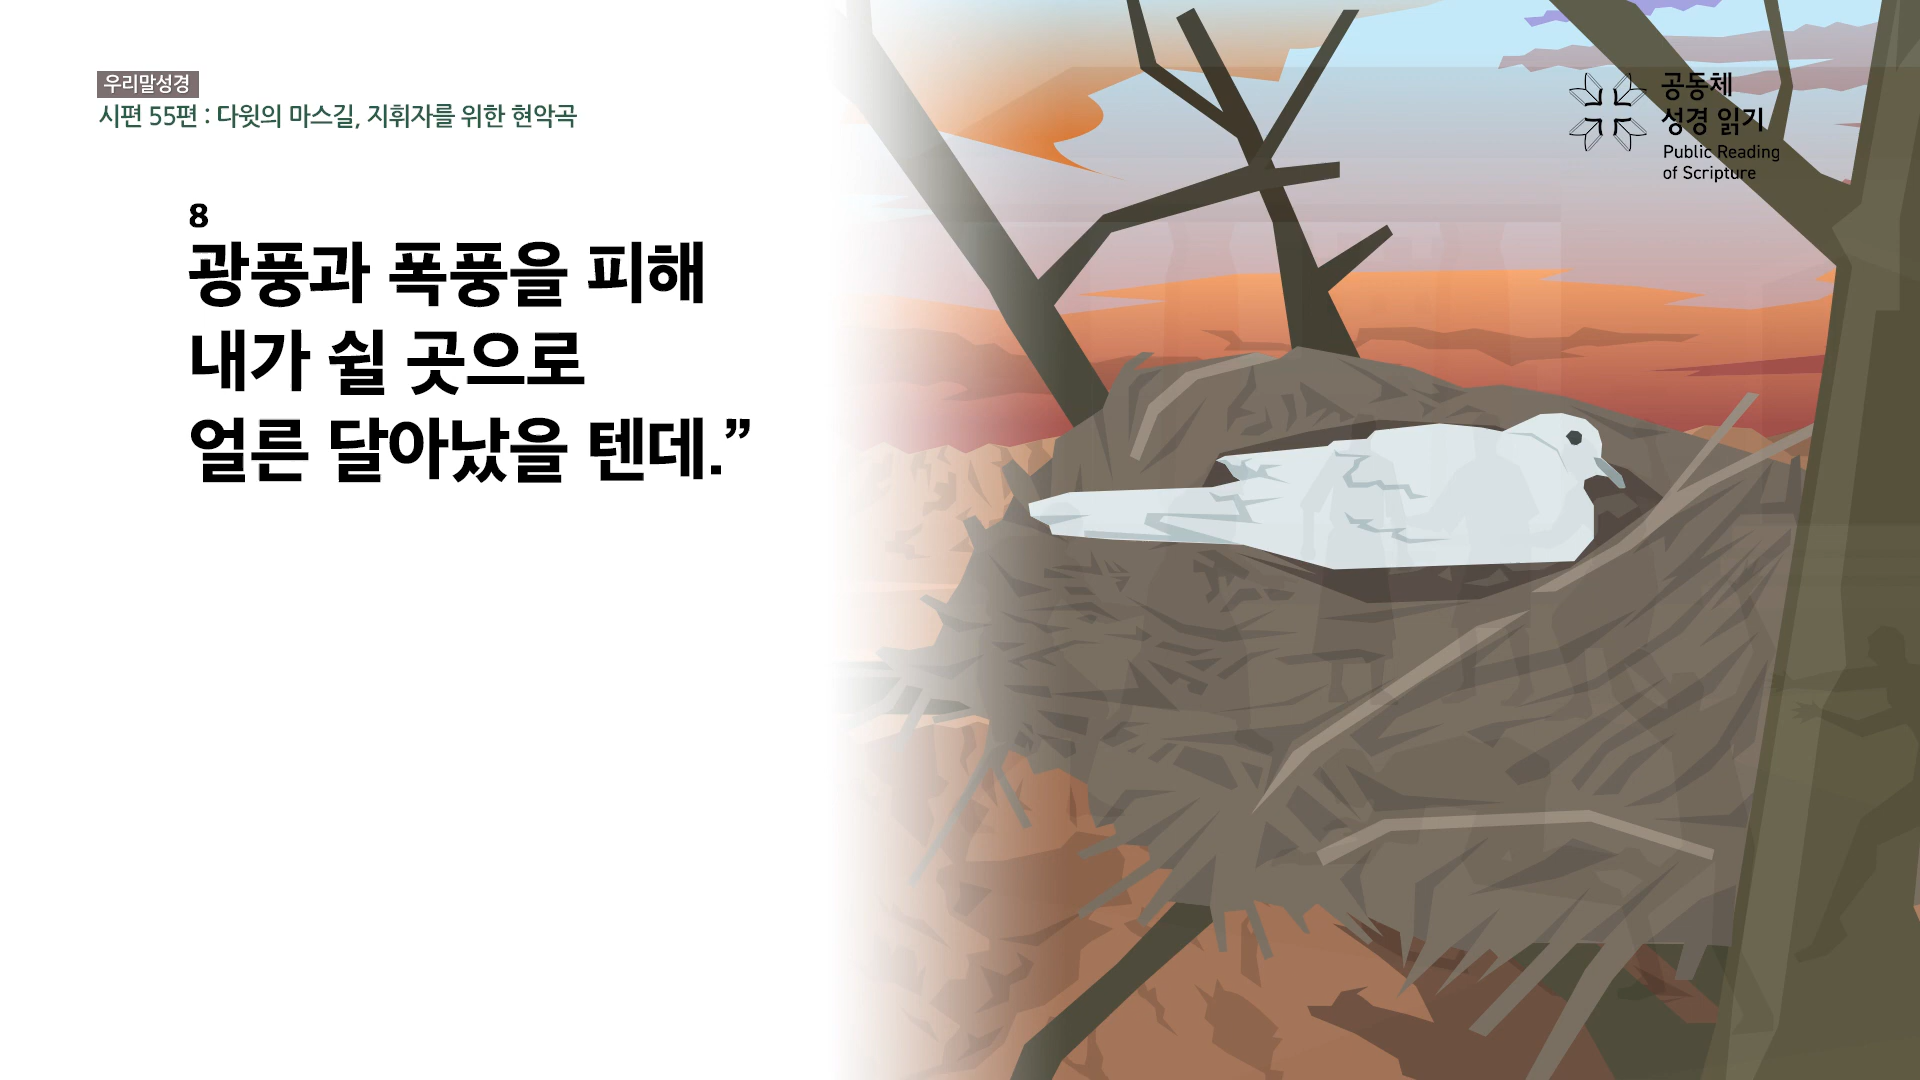 우리말성경
시편 55편 : 다윗의 마스길, 지휘자를 위한 현악곡
8
광풍과 폭풍을 피해
내가 쉴 곳으로
얼른 달아났을 텐데.”
공동체
성경 읽기
Public Reading
of Scripture